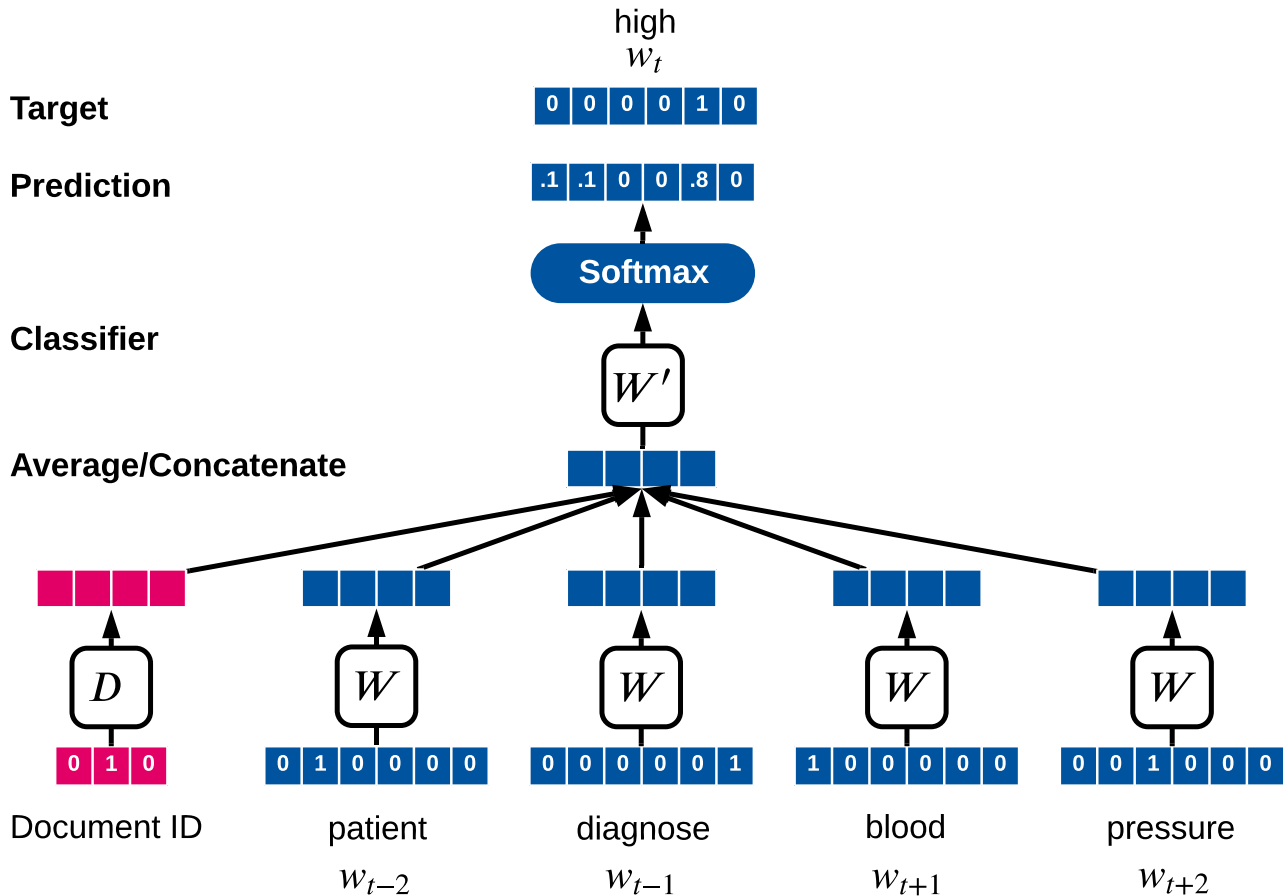 high
w_t
Target
0 0 0 0 1 0
Prediction
.1 .1 0 0 .8 0
Softmax
Classifier
W′
Average/Concatenate
D W W W W
0 1 0 0 1 0 0 0 0 0 0 0 0 0 1 1 0 0 0 0 0 0 0 1 0 0 0
Document ID patient diagnose blood pressure
w_{t−2} w_{t−1} w_{t+1} w_{t+2}